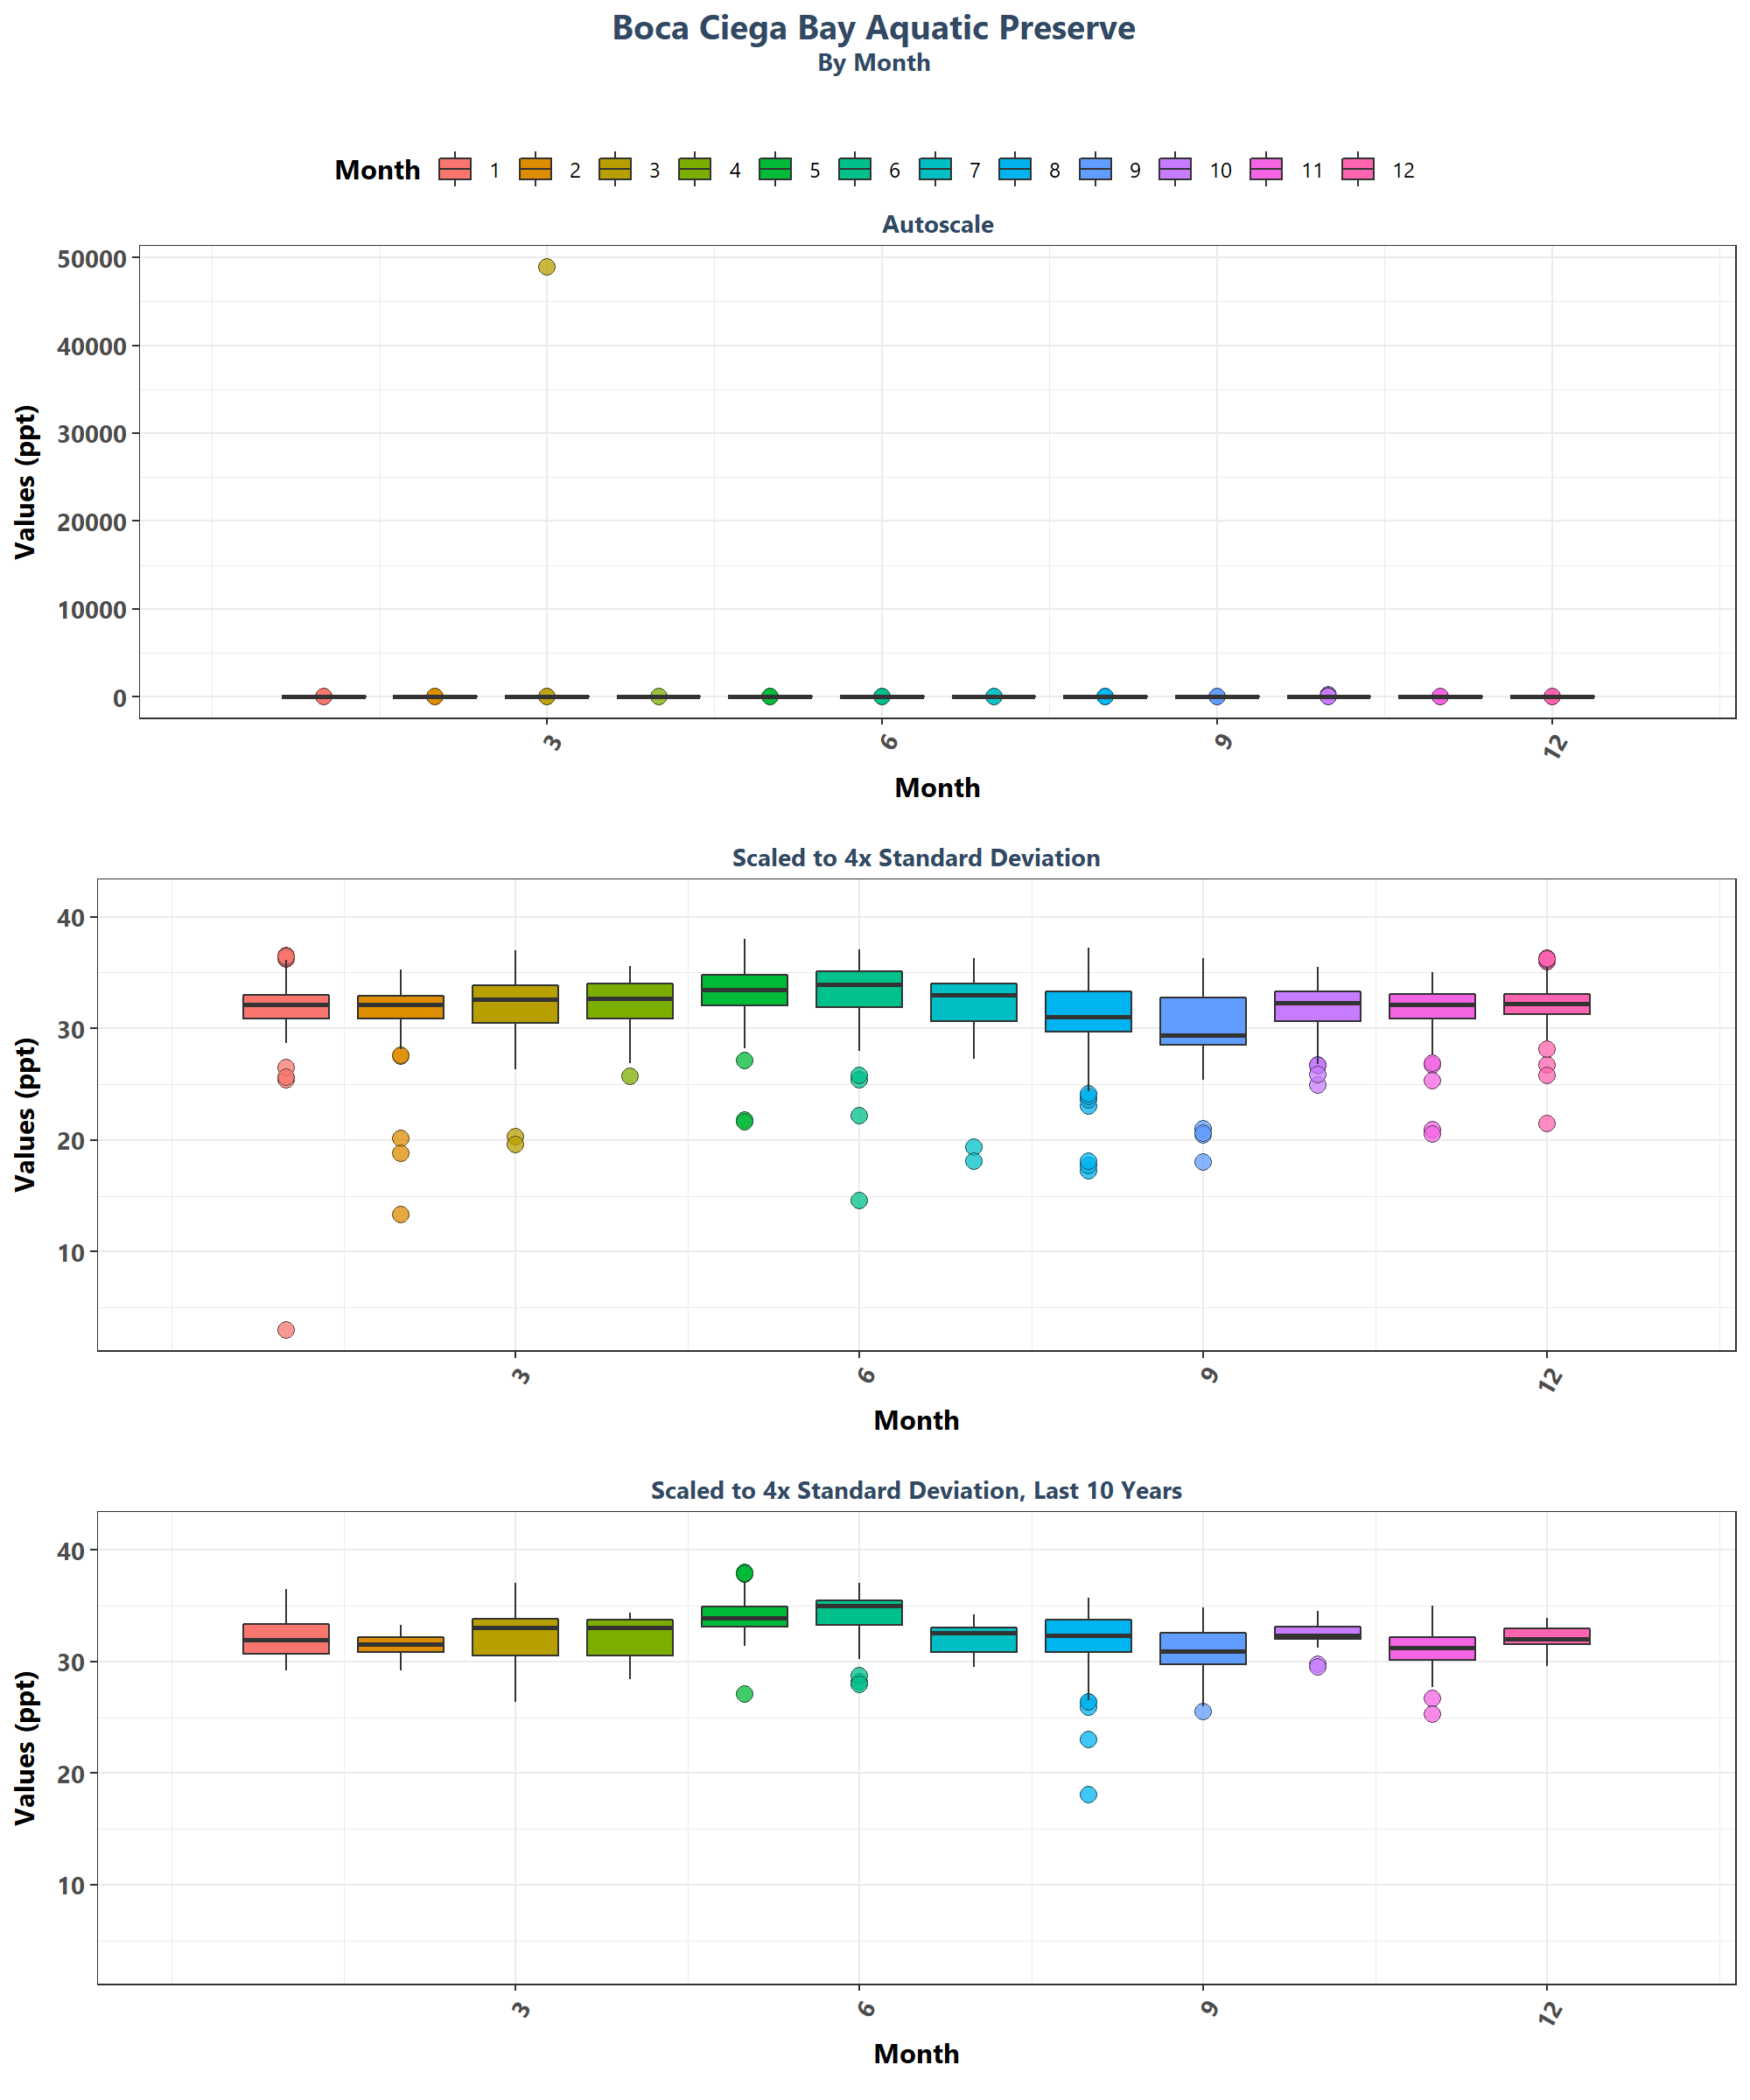 Boca Ciega Bay Aquatic Preserve
By Month
Month 1 2 3 4 5 6 7 8 9 10 11 12
Autoscale
Values (ppt)
50000
40000
30000
20000
10000
0
3 6 9 12
Month
Scaled to 4x Standard Deviation
Values (ppt)
40
30
20
10
3 6 9 12
Month
Scaled to 4x Standard Deviation, Last 10 Years
Values (ppt)
40
30
20
10
3 6 9 12
Month